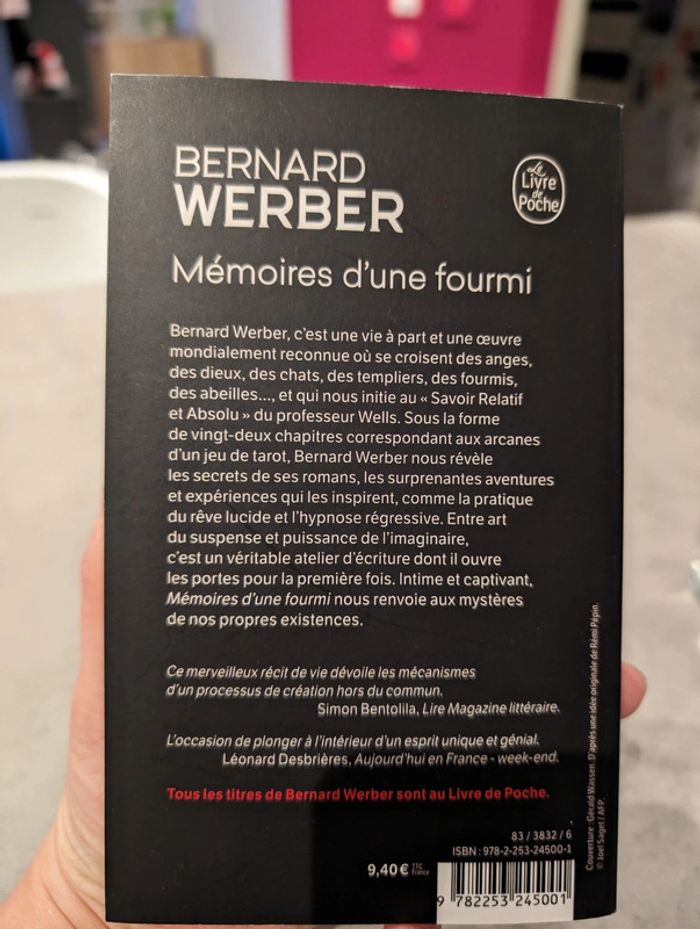 BERNARD
WERBER
Le
Livre
de
Poche
Mémoires d'une fourmi
Bernard Werber, c'est une vie à part et une œuvre
mondialement reconnue où se croisent des anges,
des dieux, des chats, des templiers, des fourmis,
des abeilles..., et qui nous initie au « Savoir Relatif
et Absolu » du professeur Wells. Sous la forme
de vingt-deux chapitres correspondant aux arcanes
d'un jeu de tarot, Bernard Werber nous révèle
les secrets de ses romans, les surprenantes aventures
et expériences qui les inspirent, comme la pratique
du rêve lucide et l'hypnose régressive. Entre art
du suspense et puissance de l'imaginaire,
c'est un véritable atelier d'écriture dont il ouvre
les portes pour la première fois. Intime et captivant,
Mémoires d'une fourmi nous renvoie aux mystères
de nos propres existences.
Ce merveilleux récit de vie dévoile les mécanismes
d'un processus de création hors du commun.
Simon Bentolila, Lire Magazine littéraire.
L'occasion de plonger à l'intérieur d'un esprit unique et génial.
Léonard Desbrières, Aujourd'hui en France - week-end.
Tous les titres de Bernard Werber sont au Livre de Poche.
Couverture : Gérald Wassen. D'après une idée originale de Rémi Pépin.
© Joel Saget / AFP.
83 / 3832 / 6
ISBN : 978-2-253-24500-1
9,40 € TTC
France
9 782253 245001